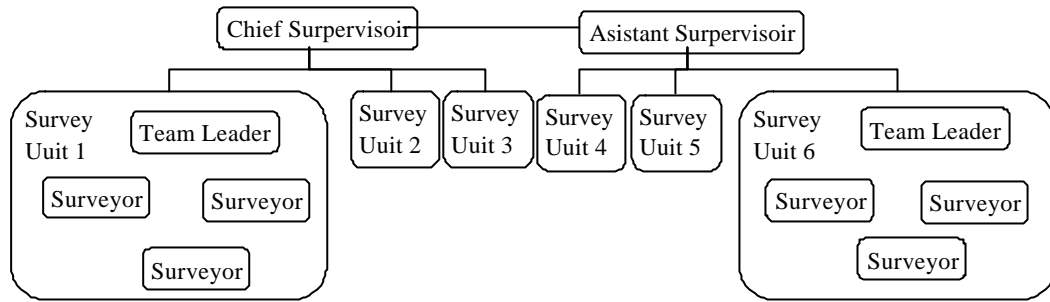 Chief Surpervisoir
Asistant Surpervisoir
Survey
Uuit 1
Team Leader
Surveyor
Surveyor
Surveyor
Survey
Uuit 2
Survey
Uuit 3
Survey
Uuit 4
Survey
Uuit 5
Survey
Uuit 6
Team Leader
Surveyor
Surveyor
Surveyor